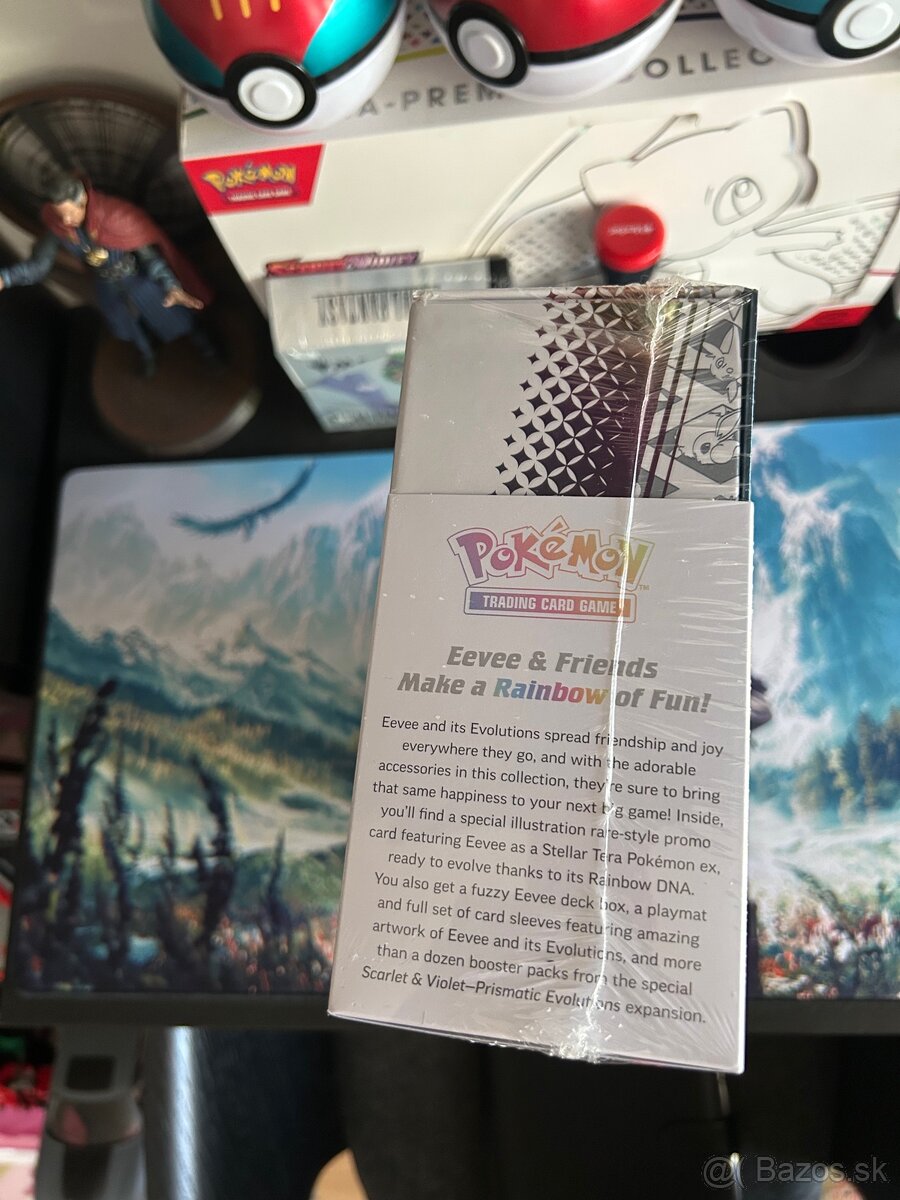 A-PREM
COLLEC
Pokémon
Pokémon
TRADING CARD GAME
Eevee & Friends
Make a Rainbow of Fun!
Eevee and its Evolutions spread friendship and joy
everywhere they go, and with the adorable
accessories in this collection, they're sure to bring
that same happiness to your next big game! Inside,
you'll find a special illustration rare-style promo
card featuring Eevee as a Stellar Tera Pokémon ex,
ready to evolve thanks to its Rainbow DNA.
You also get a fuzzy Eevee deck box, a playmat
and full set of card sleeves featuring amazing
artwork of Eevee and its Evolutions, and more
than a dozen booster packs from the special
Scarlet & Violet—Prismatic Evolutions expansion.
Bazos.sk